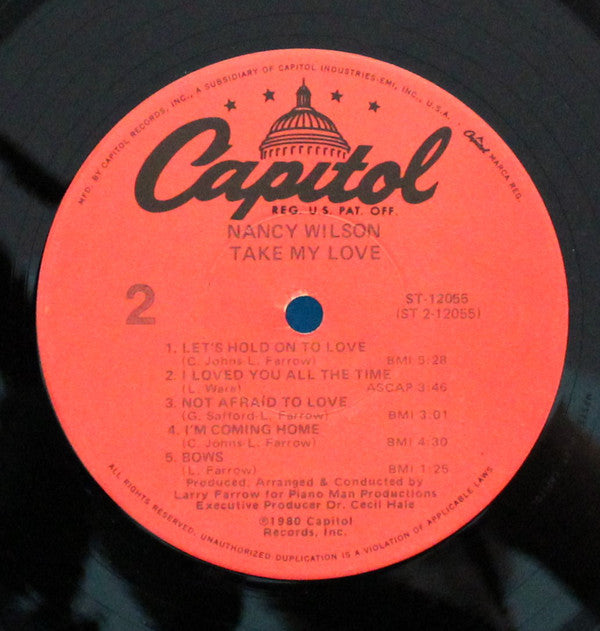 MFD. BY CAPITOL RECORDS, INC., A SUBSIDIARY OF CAPITOL INDUSTRIES-EMI, INC., U.S.A.
Capitol MARCA REG.
Capitol
REG. U.S. PAT. OFF.
NANCY WILSON
TAKE MY LOVE
2
ST-12055
(ST 2-12055)
1. LET'S HOLD ON TO LOVE
(C. Johns-L. Farrow) BMI 5:28
2. I LOVED YOU ALL THE TIME
(L. Ware) ASCAP 3:46
3. NOT AFRAID TO LOVE
(G. Safford-L. Farrow) BMI 3:01
4. I'M COMING HOME
(C. Johns-L. Farrow) BMI 4:30
5. BOWS
(L. Farrow) BMI 1:25
Produced, Arranged & Conducted by
Larry Farrow for Piano Man Productions
Executive Producer Dr. Cecil Hale
℗1980 Capitol
Records, Inc.
ALL RIGHTS RESERVED. UNAUTHORIZED DUPLICATION IS A VIOLATION OF APPLICABLE LAWS